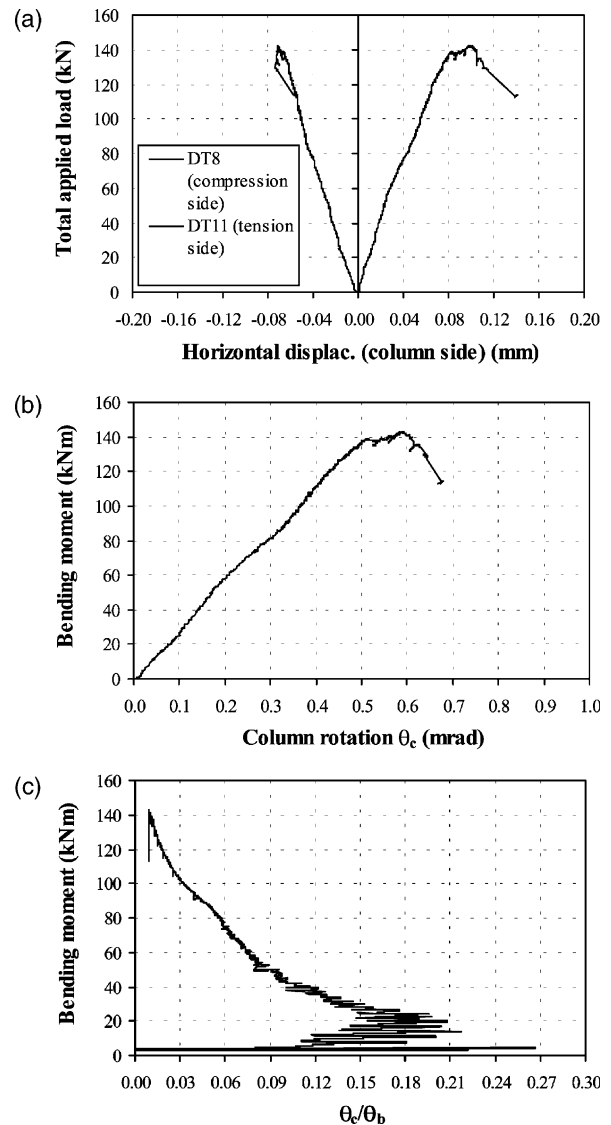 (a)
160
140
120
100
80
60
40
20
0
Total applied load (kN)
DT8
(compression
side)
DT11 (tension
side)
-0.20 -0.16 -0.12 -0.08 -0.04 0.00 0.04 0.08 0.12 0.16 0.20
Horizontal displac. (column side) (mm)
(b)
160
140
120
100
80
60
40
20
0
Bending moment (kNm)
0.0 0.1 0.2 0.3 0.4 0.5 0.6 0.7 0.8 0.9 1.0
Column rotation θc (mrad)
(c)
160
140
120
100
80
60
40
20
0
Bending moment (kNm)
0.00 0.03 0.06 0.09 0.12 0.15 0.18 0.21 0.24 0.27 0.30
θc/θb